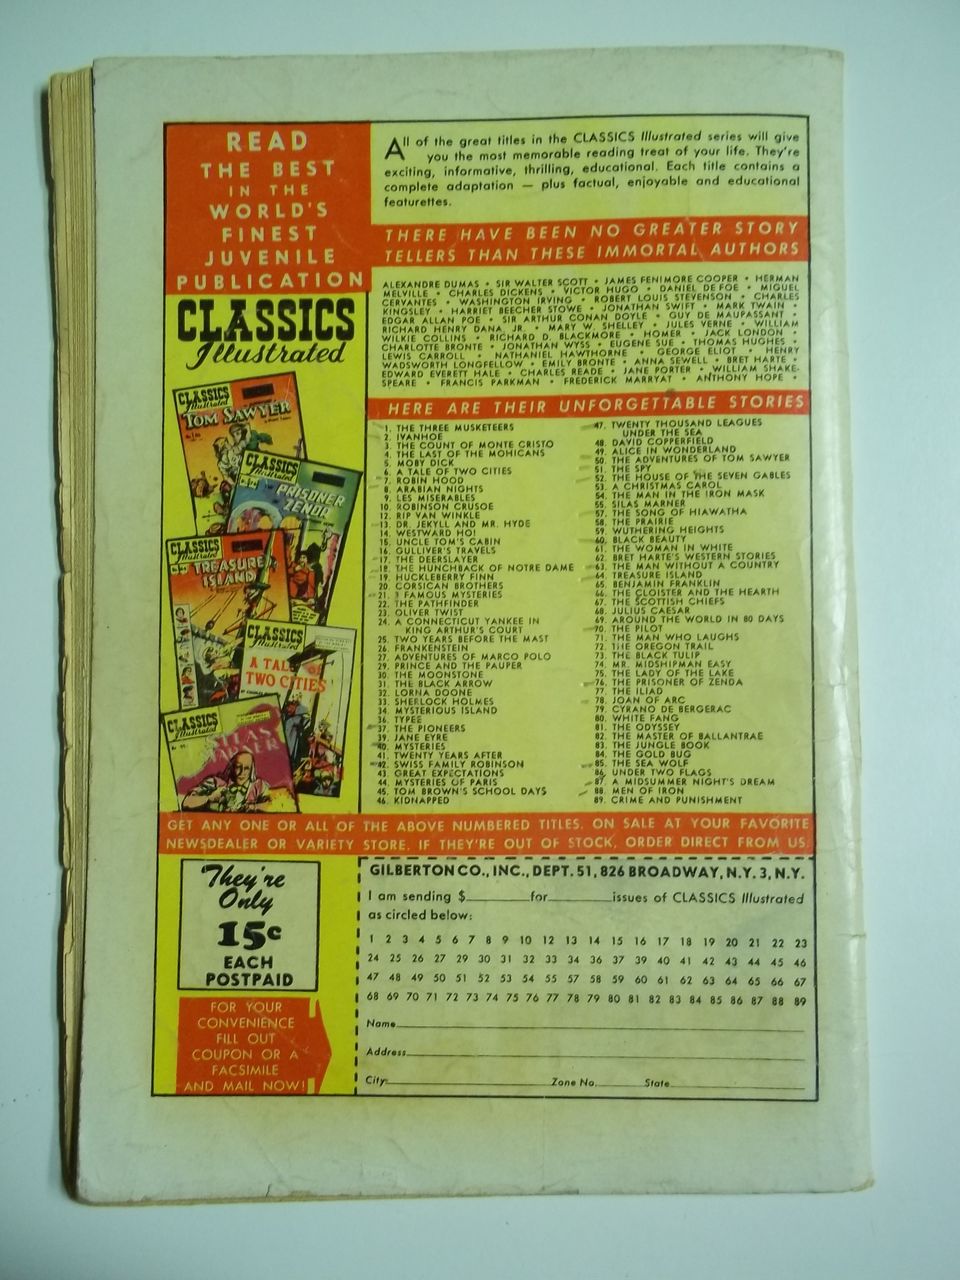 READ
THE BEST
IN THE
WORLD'S
FINEST
JUVENILE
PUBLICATION
CLASSICS
Illustrated
CLASSICS
Illustrated
TOM SAWYER
CLASSICS
Illustrated
PRISONER
ZENDA
CLASSICS
Illustrated
TREASURE
ISLAND
CLASSICS
Illustrated
A TALE
TWO CITIES
CLASSICS
Illustrated
SILAS
MARNER
All of the great titles in the CLASSICS Illustrated series will give
you the most memorable reading treat of your life. They're
exciting, informative, thrilling, educational. Each title contains a
complete adaptation — plus factual, enjoyable and educational
featurettes.
THERE HAVE BEEN NO GREATER STORY
TELLERS THAN THESE IMMORTAL AUTHORS
ALEXANDRE DUMAS • SIR WALTER SCOTT • JAMES FENIMORE COOPER • HERMAN
MELVILLE • CHARLES DICKENS • VICTOR HUGO • DANIEL DEFOE • MIGUEL
CERVANTES • WASHINGTON IRVING • ROBERT LOUIS STEVENSON • CHARLES
KINGSLEY • HARRIET BEECHER STOWE • JONATHAN SWIFT • MARK TWAIN •
EDGAR ALLAN POE • SIR ARTHUR CONAN DOYLE • GUY DE MAUPASSANT •
RICHARD HENRY DANA, JR. • MARY W. SHELLEY • JULES VERNE • WILLIAM
WILKIE COLLINS • RICHARD D. BLACKMORE • HOMER • JACK LONDON •
CHARLOTTE BRONTE • JONATHAN WYSS • EUGENE SUE • THOMAS HUGHES •
LEWIS CARROLL • NATHANIEL HAWTHORNE • GEORGE ELIOT • HENRY
WADSWORTH LONGFELLOW • EMILY BRONTE • ANNA SEWELL • BRET HARTE •
EDWARD EVERETT HALE • CHARLES READE • JANE PORTER • WILLIAM SHAKE-
SPEARE • FRANCIS PARKMAN • FREDERICK MARRYAT • ANTHONY HOPE •
HERE ARE THEIR UNFORGETTABLE STORIES
1. THE THREE MUSKETEERS
2. IVANHOE
3. THE COUNT OF MONTE CRISTO
4. THE LAST OF THE MOHICANS
5. MOBY DICK
6. A TALE OF TWO CITIES
7. ROBIN HOOD
8. ARABIAN NIGHTS
9. LES MISERABLES
10. ROBINSON CRUSOE
12. RIP VAN WINKLE
13. DR. JEKYLL AND MR. HYDE
14. WESTWARD HO!
15. UNCLE TOM'S CABIN
16. GULLIVER'S TRAVELS
17. THE DEERSLAYER
18. THE HUNCHBACK OF NOTRE DAME
19. HUCKLEBERRY FINN
20. CORSICAN BROTHERS
21. 3 FAMOUS MYSTERIES
22. THE PATHFINDER
23. OLIVER TWIST
24. A CONNECTICUT YANKEE IN
KING ARTHUR'S COURT
25. TWO YEARS BEFORE THE MAST
26. FRANKENSTEIN
27. ADVENTURES OF MARCO POLO
29. PRINCE AND THE PAUPER
30. THE MOONSTONE
31. THE BLACK ARROW
32. LORNA DOONE
33. SHERLOCK HOLMES
34. MYSTERIOUS ISLAND
36. TYPEE
37. THE PIONEERS
39. JANE EYRE
40. MYSTERIES
41. TWENTY YEARS AFTER
42. SWISS FAMILY ROBINSON
43. GREAT EXPECTATIONS
44. MYSTERIES OF PARIS
45. TOM BROWN'S SCHOOL DAYS
46. KIDNAPPED
47. TWENTY THOUSAND LEAGUES
UNDER THE SEA
48. DAVID COPPERFIELD
49. ALICE IN WONDERLAND
50. THE ADVENTURES OF TOM SAWYER
51. THE SPY
52. THE HOUSE OF THE SEVEN GABLES
53. A CHRISTMAS CAROL
54. THE MAN IN THE IRON MASK
55. SILAS MARNER
57. THE SONG OF HIAWATHA
58. THE PRAIRIE
59. WUTHERING HEIGHTS
60. BLACK BEAUTY
61. THE WOMAN IN WHITE
62. BRET HARTE'S WESTERN STORIES
63. THE MAN WITHOUT A COUNTRY
64. TREASURE ISLAND
65. BENJAMIN FRANKLIN
66. THE CLOISTER AND THE HEARTH
67. THE SCOTTISH CHIEFS
68. JULIUS CAESAR
69. AROUND THE WORLD IN 80 DAYS
70. THE PILOT
71. THE MAN WHO LAUGHS
72. THE OREGON TRAIL
73. THE BLACK TULIP
74. MR. MIDSHIPMAN EASY
75. THE LADY OF THE LAKE
76. THE PRISONER OF ZENDA
77. THE ILIAD
78. JOAN OF ARC
79. CYRANO DE BERGERAC
80. WHITE FANG
81. THE ODYSSEY
82. THE MASTER OF BALLANTRAE
83. THE JUNGLE BOOK
84. THE GOLD BUG
85. THE SEA WOLF
86. UNDER TWO FLAGS
87. A MIDSUMMER NIGHT'S DREAM
88. MEN OF IRON
89. CRIME AND PUNISHMENT
GET ANY ONE OR ALL OF THE ABOVE NUMBERED TITLES. ON SALE AT YOUR FAVORITE
NEWSDEALER OR VARIETY STORE. IF THEY'RE OUT OF STOCK, ORDER DIRECT FROM US.
They're
Only
15c
EACH
POSTPAID
FOR YOUR
CONVENIENCE
FILL OUT
COUPON OR A
FACSIMILE
AND MAIL NOW!
GILBERTON CO., INC., DEPT. 51, 826 BROADWAY, N.Y. 3, N.Y.
I am sending $ for issues of CLASSICS Illustrated
as circled below:
1 2 3 4 5 6 7 8 9 10 12 13 14 15 16 17 18 19 20 21 22 23
24 25 26 27 29 30 31 32 33 34 36 37 39 40 41 42 43 44 45 46
47 48 49 50 51 52 53 54 55 57 58 59 60 61 62 63 64 65 66 67
68 69 70 71 72 73 74 75 76 77 78 79 80 81 82 83 84 85 86 87 88 89
Name
Address
City Zone No. State